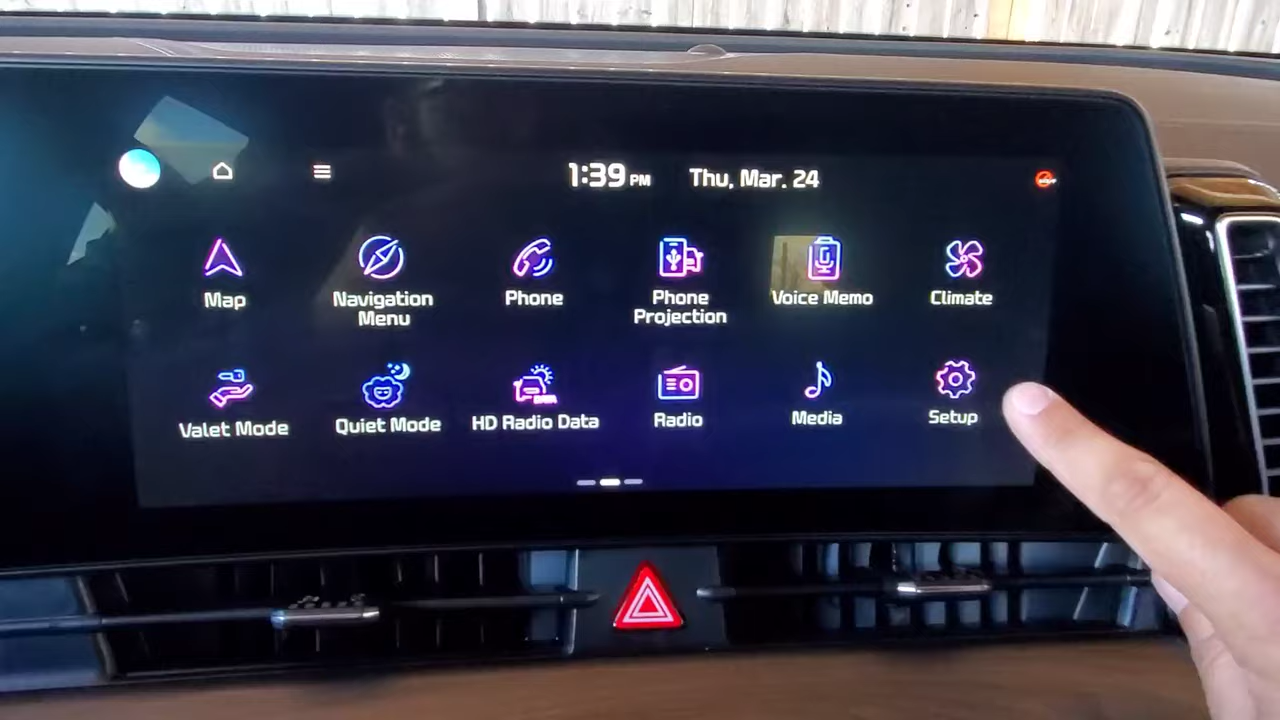 1:39 PM Thu, Mar. 24
Map
Navigation
Menu
Phone
Phone
Projection
Voice Memo
Climate
Valet Mode
Quiet Mode
DATA
HD Radio Data
Radio
Media
Setup